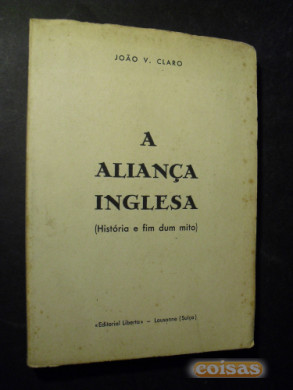 JOÃO V. CLARO
A
ALIANÇA
INGLESA
(História e fim dum mito)
«Editorial Liberta» — Lausanne (Suíça)
coisas